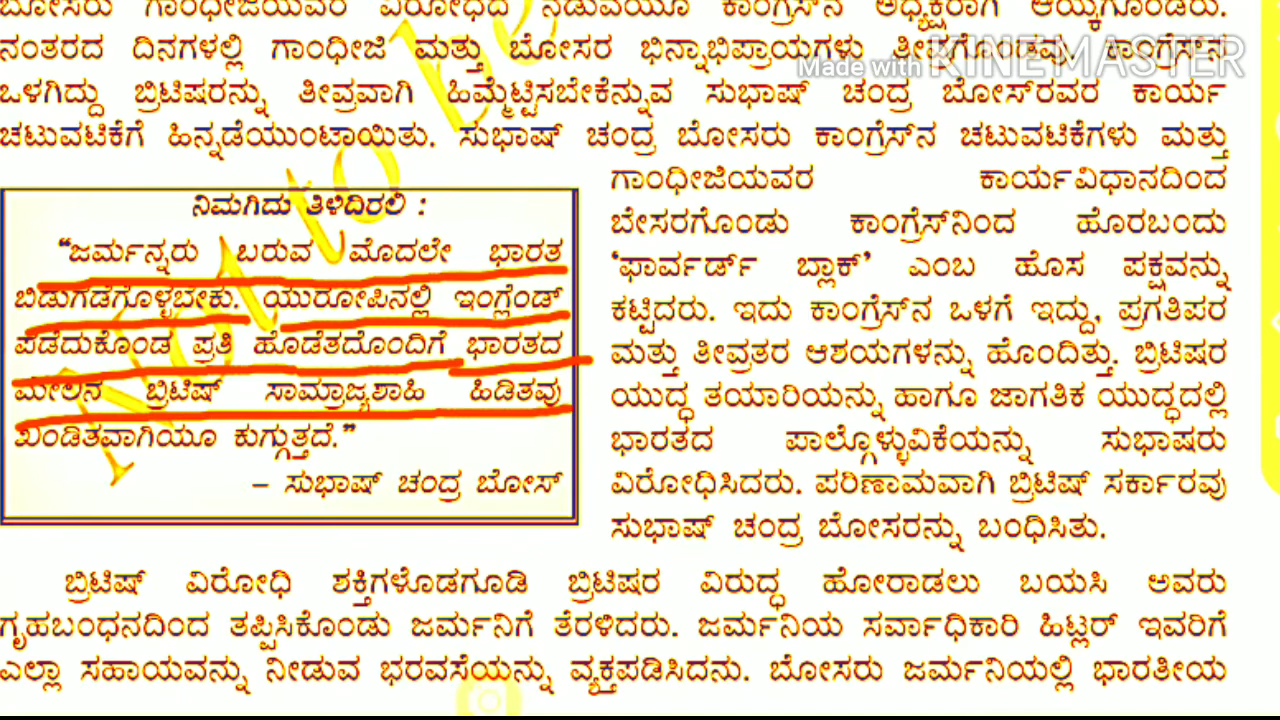 ಬೋಸರು ಗಾಂಧೀಜಿಯವರ ವಿರೋಧದ ನಡುವೆಯೂ ಕಾಂಗ್ರೆಸ್‌ನ ಅಧ್ಯಕ್ಷರಾಗಿ ಆಯ್ಕೆಗೊಂಡರು.
ನಂತರದ ದಿನಗಳಲ್ಲಿ ಗಾಂಧೀಜಿ ಮತ್ತು ಬೋಸರ ಭಿನ್ನಾಭಿಪ್ರಾಯಗಳು ತೀವ್ರಗೊಂಡವು. ಕಾಂಗ್ರೆಸ್‌ನ
Made with KINEMASTER
ಒಳಗಿದ್ದು ಬ್ರಿಟಿಷರನ್ನು ತೀವ್ರವಾಗಿ ಹಿಮ್ಮೆಟ್ಟಿಸಬೇಕೆನ್ನುವ ಸುಭಾಷ್ ಚಂದ್ರ ಬೋಸ್‌ರವರ ಕಾರ್ಯ
ಚಟುವಟಿಕೆಗೆ ಹಿನ್ನಡೆಯುಂಟಾಯಿತು. ಸುಭಾಷ್ ಚಂದ್ರ ಬೋಸರು ಕಾಂಗ್ರೆಸ್‌ನ ಚಟುವಟಿಕೆಗಳು ಮತ್ತು
ಗಾಂಧೀಜಿಯವರ ಕಾರ್ಯವಿಧಾನದಿಂದ
ಬೇಸರಗೊಂಡು ಕಾಂಗ್ರೆಸ್‌ನಿಂದ ಹೊರಬಂದು
‘ಫಾರ್ವರ್ಡ್ ಬ್ಲಾಕ್’ ಎಂಬ ಹೊಸ ಪಕ್ಷವನ್ನು
ಕಟ್ಟಿದರು. ಇದು ಕಾಂಗ್ರೆಸ್‌ನ ಒಳಗೆ ಇದ್ದು, ಪ್ರಗತಿಪರ
ಮತ್ತು ತೀವ್ರತರ ಆಶಯಗಳನ್ನು ಹೊಂದಿತ್ತು. ಬ್ರಿಟಿಷರ
ಯುದ್ಧ ತಯಾರಿಯನ್ನು ಹಾಗೂ ಜಾಗತಿಕ ಯುದ್ಧದಲ್ಲಿ
ಭಾರತದ ಪಾಲ್ಗೊಳ್ಳುವಿಕೆಯನ್ನು ಸುಭಾಷರು
ವಿರೋಧಿಸಿದರು. ಪರಿಣಾಮವಾಗಿ ಬ್ರಿಟಿಷ್ ಸರ್ಕಾರವು
ಸುಭಾಷ್ ಚಂದ್ರ ಬೋಸರನ್ನು ಬಂಧಿಸಿತು.
ನಿಮಗಿದು ತಿಳಿದಿರಲಿ :
“ಜರ್ಮನ್ನರು ಬರುವ ಮೊದಲೇ ಭಾರತ
ಬಿಡುಗಡೆಗೊಳ್ಳಬೇಕು. ಯುರೋಪಿನಲ್ಲಿ ಇಂಗ್ಲೆಂಡ್
ಪಡೆದುಕೊಂಡ ಪ್ರತಿ ಹೊಡೆತದೊಂದಿಗೆ ಭಾರತದ
ಮೇಲಿನ ಬ್ರಿಟಿಷ್ ಸಾಮ್ರಾಜ್ಯಶಾಹಿ ಹಿಡಿತವು
ಖಂಡಿತವಾಗಿಯೂ ಕುಗ್ಗುತ್ತದೆ.”
– ಸುಭಾಷ್ ಚಂದ್ರ ಬೋಸ್
ಬ್ರಿಟಿಷ್ ವಿರೋಧಿ ಶಕ್ತಿಗಳೊಡಗೂಡಿ ಬ್ರಿಟಿಷರ ವಿರುದ್ಧ ಹೋರಾಡಲು ಬಯಸಿ ಅವರು
ಗೃಹಬಂಧನದಿಂದ ತಪ್ಪಿಸಿಕೊಂಡು ಜರ್ಮನಿಗೆ ತೆರಳಿದರು. ಜರ್ಮನಿಯ ಸರ್ವಾಧಿಕಾರಿ ಹಿಟ್ಲರ್ ಇವರಿಗೆ
ಎಲ್ಲಾ ಸಹಾಯವನ್ನು ನೀಡುವ ಭರವಸೆಯನ್ನು ವ್ಯಕ್ತಪಡಿಸಿದನು. ಬೋಸರು ಜರ್ಮನಿಯಲ್ಲಿ ಭಾರತೀಯ
Not to be